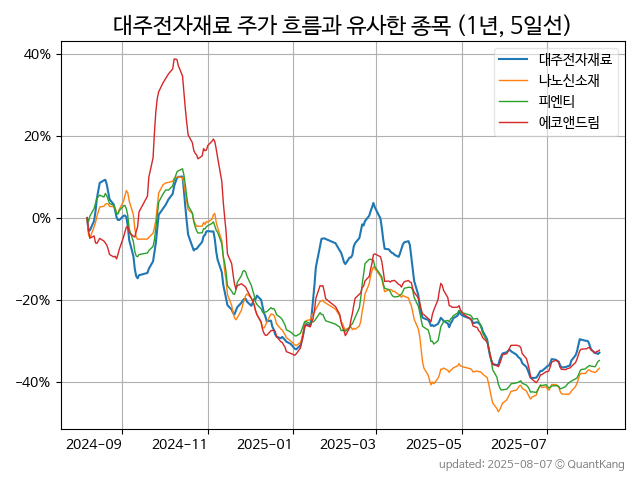 대주전자재료 주가 흐름과 유사한 종목 (1년, 5일선)
대주전자재료
나노신소재
피엔티
에코앤드림
40%
20%
0%
−20%
−40%
2024-09 2024-11 2025-01 2025-03 2025-05 2025-07
updated: 2025-08-07 © QuantKang